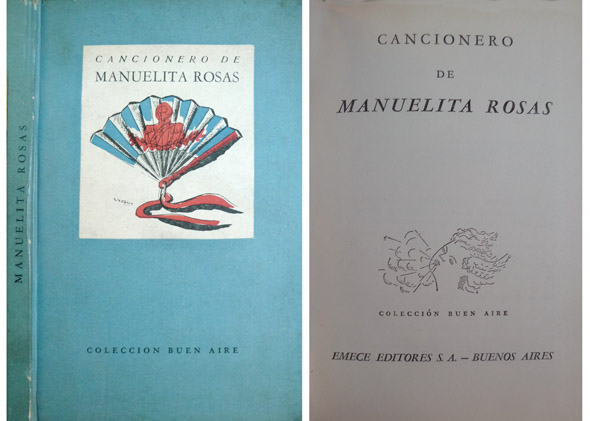 MANUELITA ROSAS
CANCIONERO DE
MANUELITA ROSAS
COLECCION BUEN AIRE
CANCIONERO
DE
MANUELITA ROSAS
COLECCIÓN BUEN AIRE
EMECE EDITORES S. A. — BUENOS AIRES